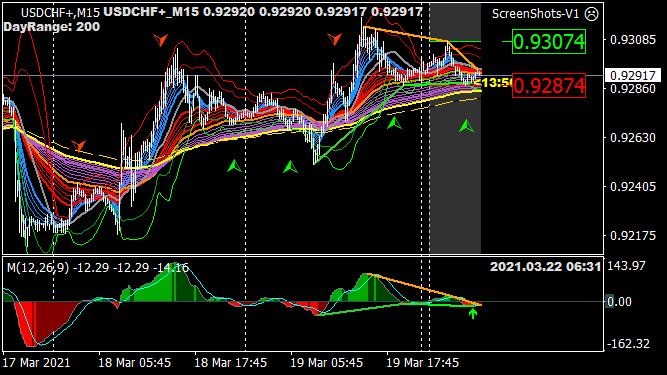 USDCHF+,M15 USDCHF+_M15 0.92920 0.92920 0.92917 0.92917 ScreenShots-V1
DayRange: 200
0.93085
0.93074
0.92917
0.92874
0.92860
0.92630
0.92405
0.92175
M(12,26,9) -12.29 -12.29 -14.16 2021.03.22 06:31 143.97
0.00
-162.32
17 Mar 2021 18 Mar 05:45 18 Mar 17:45 19 Mar 05:45 19 Mar 17:45